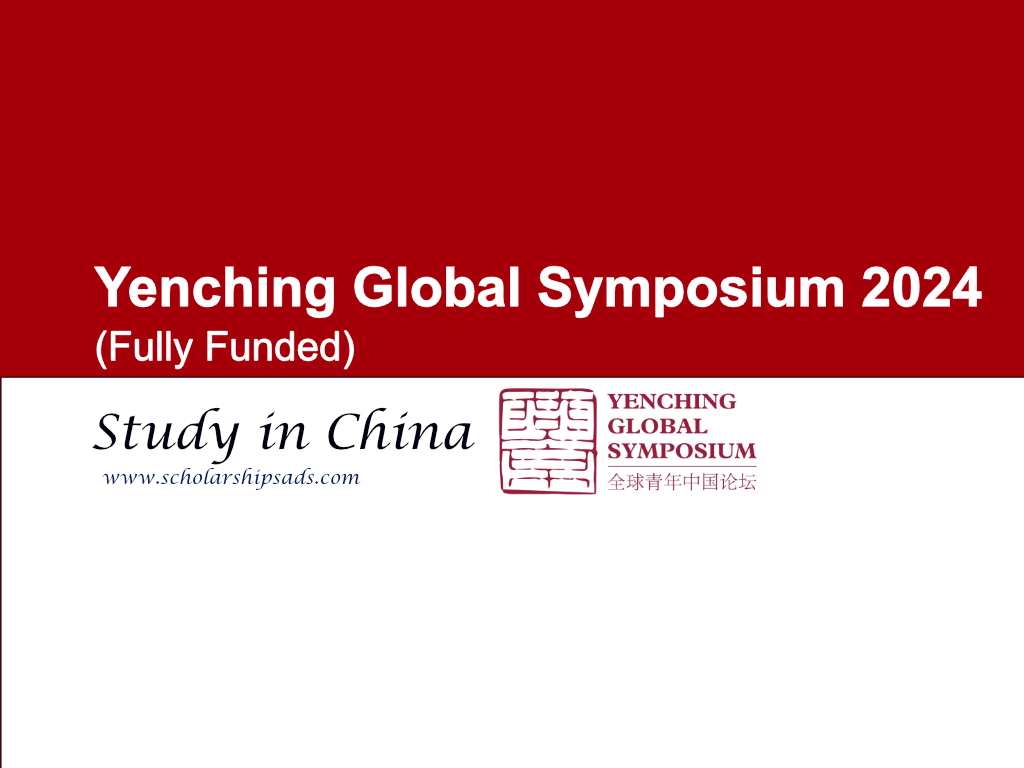 Yenching Global Symposium 2024
(Fully Funded)
Study in China
www.scholarshipsads.com
YENCHING
GLOBAL
SYMPOSIUM
全球青年中国论坛